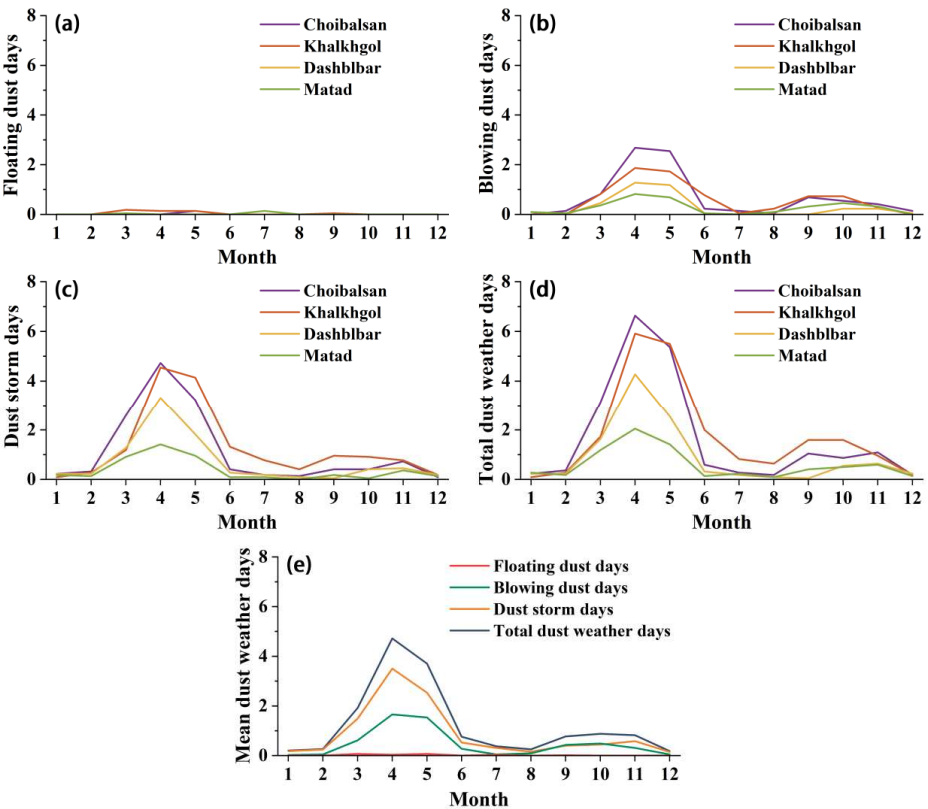 (a)
Choibalsan
Khalkhgol
Dashblbar
Matad
Floating dust days
8
6
4
2
0
1 2 3 4 5 6 7 8 9 10 11 12
Month
(b)
Choibalsan
Khalkhgol
Dashblbar
Matad
Blowing dust days
8
6
4
2
0
1 2 3 4 5 6 7 8 9 10 11 12
Month
(c)
Choibalsan
Khalkhgol
Dashblbar
Matad
Dust storm days
8
6
4
2
0
1 2 3 4 5 6 7 8 9 10 11 12
Month
(d)
Choibalsan
Khalkhgol
Dashblbar
Matad
Total dust weather days
8
6
4
2
0
1 2 3 4 5 6 7 8 9 10 11 12
Month
(e)
Floating dust days
Blowing dust days
Dust storm days
Total dust weather days
Mean dust weather days
8
6
4
2
0
1 2 3 4 5 6 7 8 9 10 11 12
Month